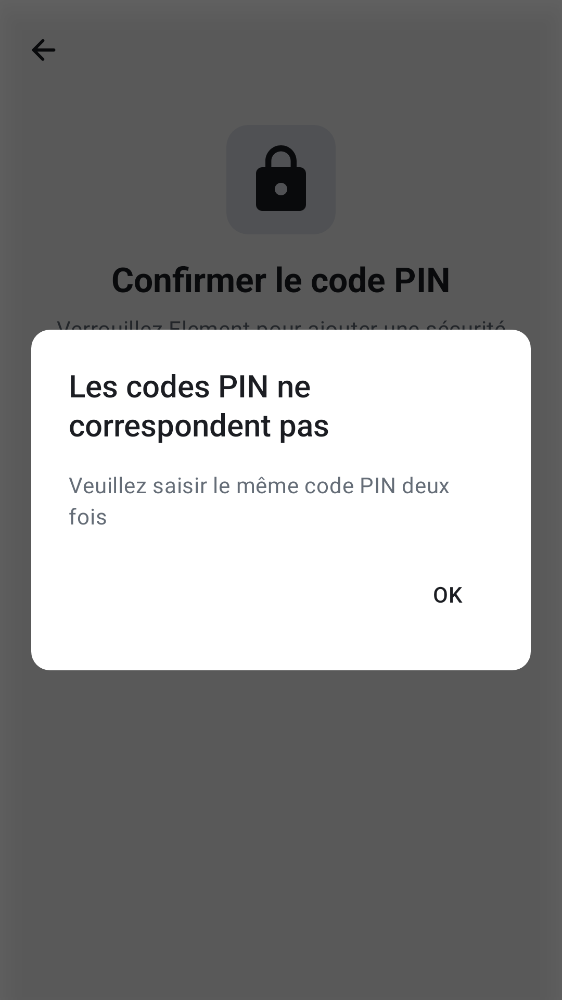 Confirmer le code PIN
Verrouillez Element pour ajouter une sécurité
Les codes PIN ne
correspondent pas
Veuillez saisir le même code PIN deux
fois
OK